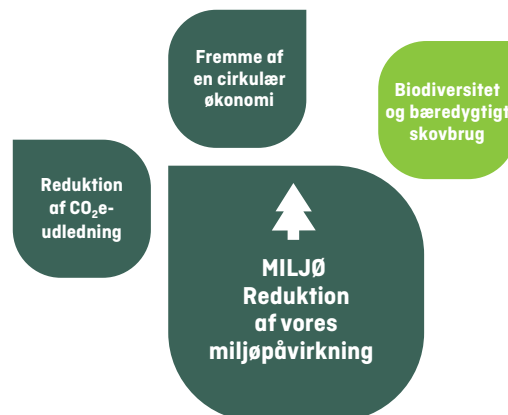 Fremme af
en cirkulær
økonomi
Biodiversitet
og bæredygtigt
skovbrug
Reduktion
af CO₂e-
udledning
MILJØ
Reduktion
af vores
miljøpåvirkning